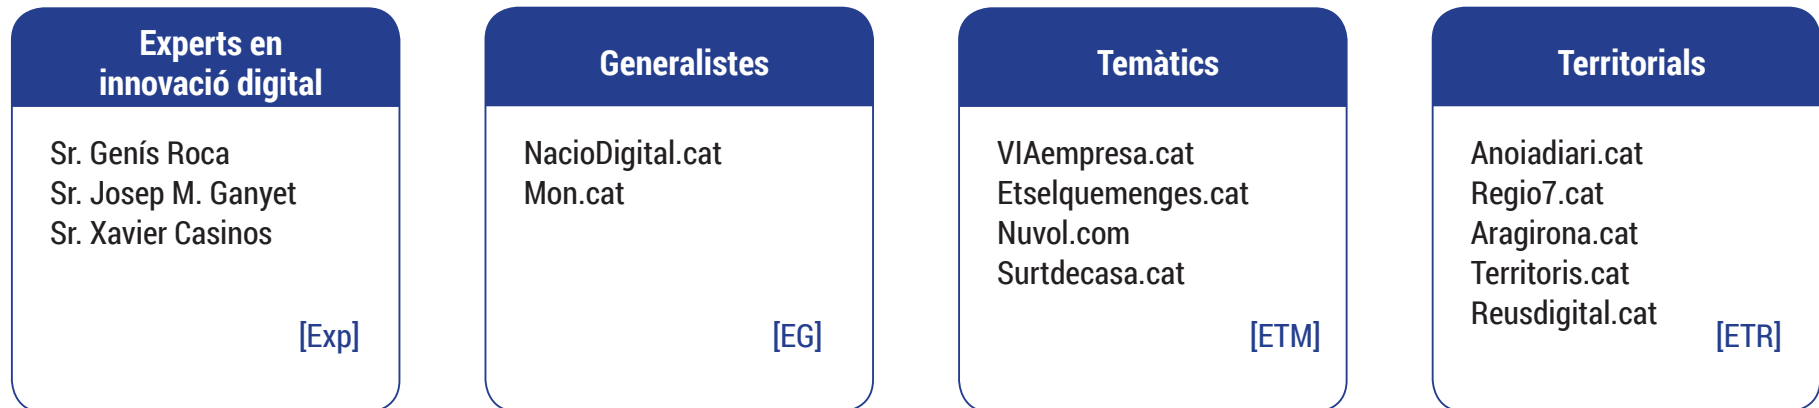 Experts en
innovació digital
Sr. Genís Roca
Sr. Josep M. Ganyet
Sr. Xavier Casinos
[Exp]
Generalistes
NacioDigital.cat
Mon.cat
[EG]
Temàtics
VIAempresa.cat
Etselquemenges.cat
Nuvol.com
Surtdecasa.cat
[ETM]
Territorials
Anoiadiari.cat
Regio7.cat
Aragirona.cat
Territoris.cat
Reusdigital.cat
[ETR]